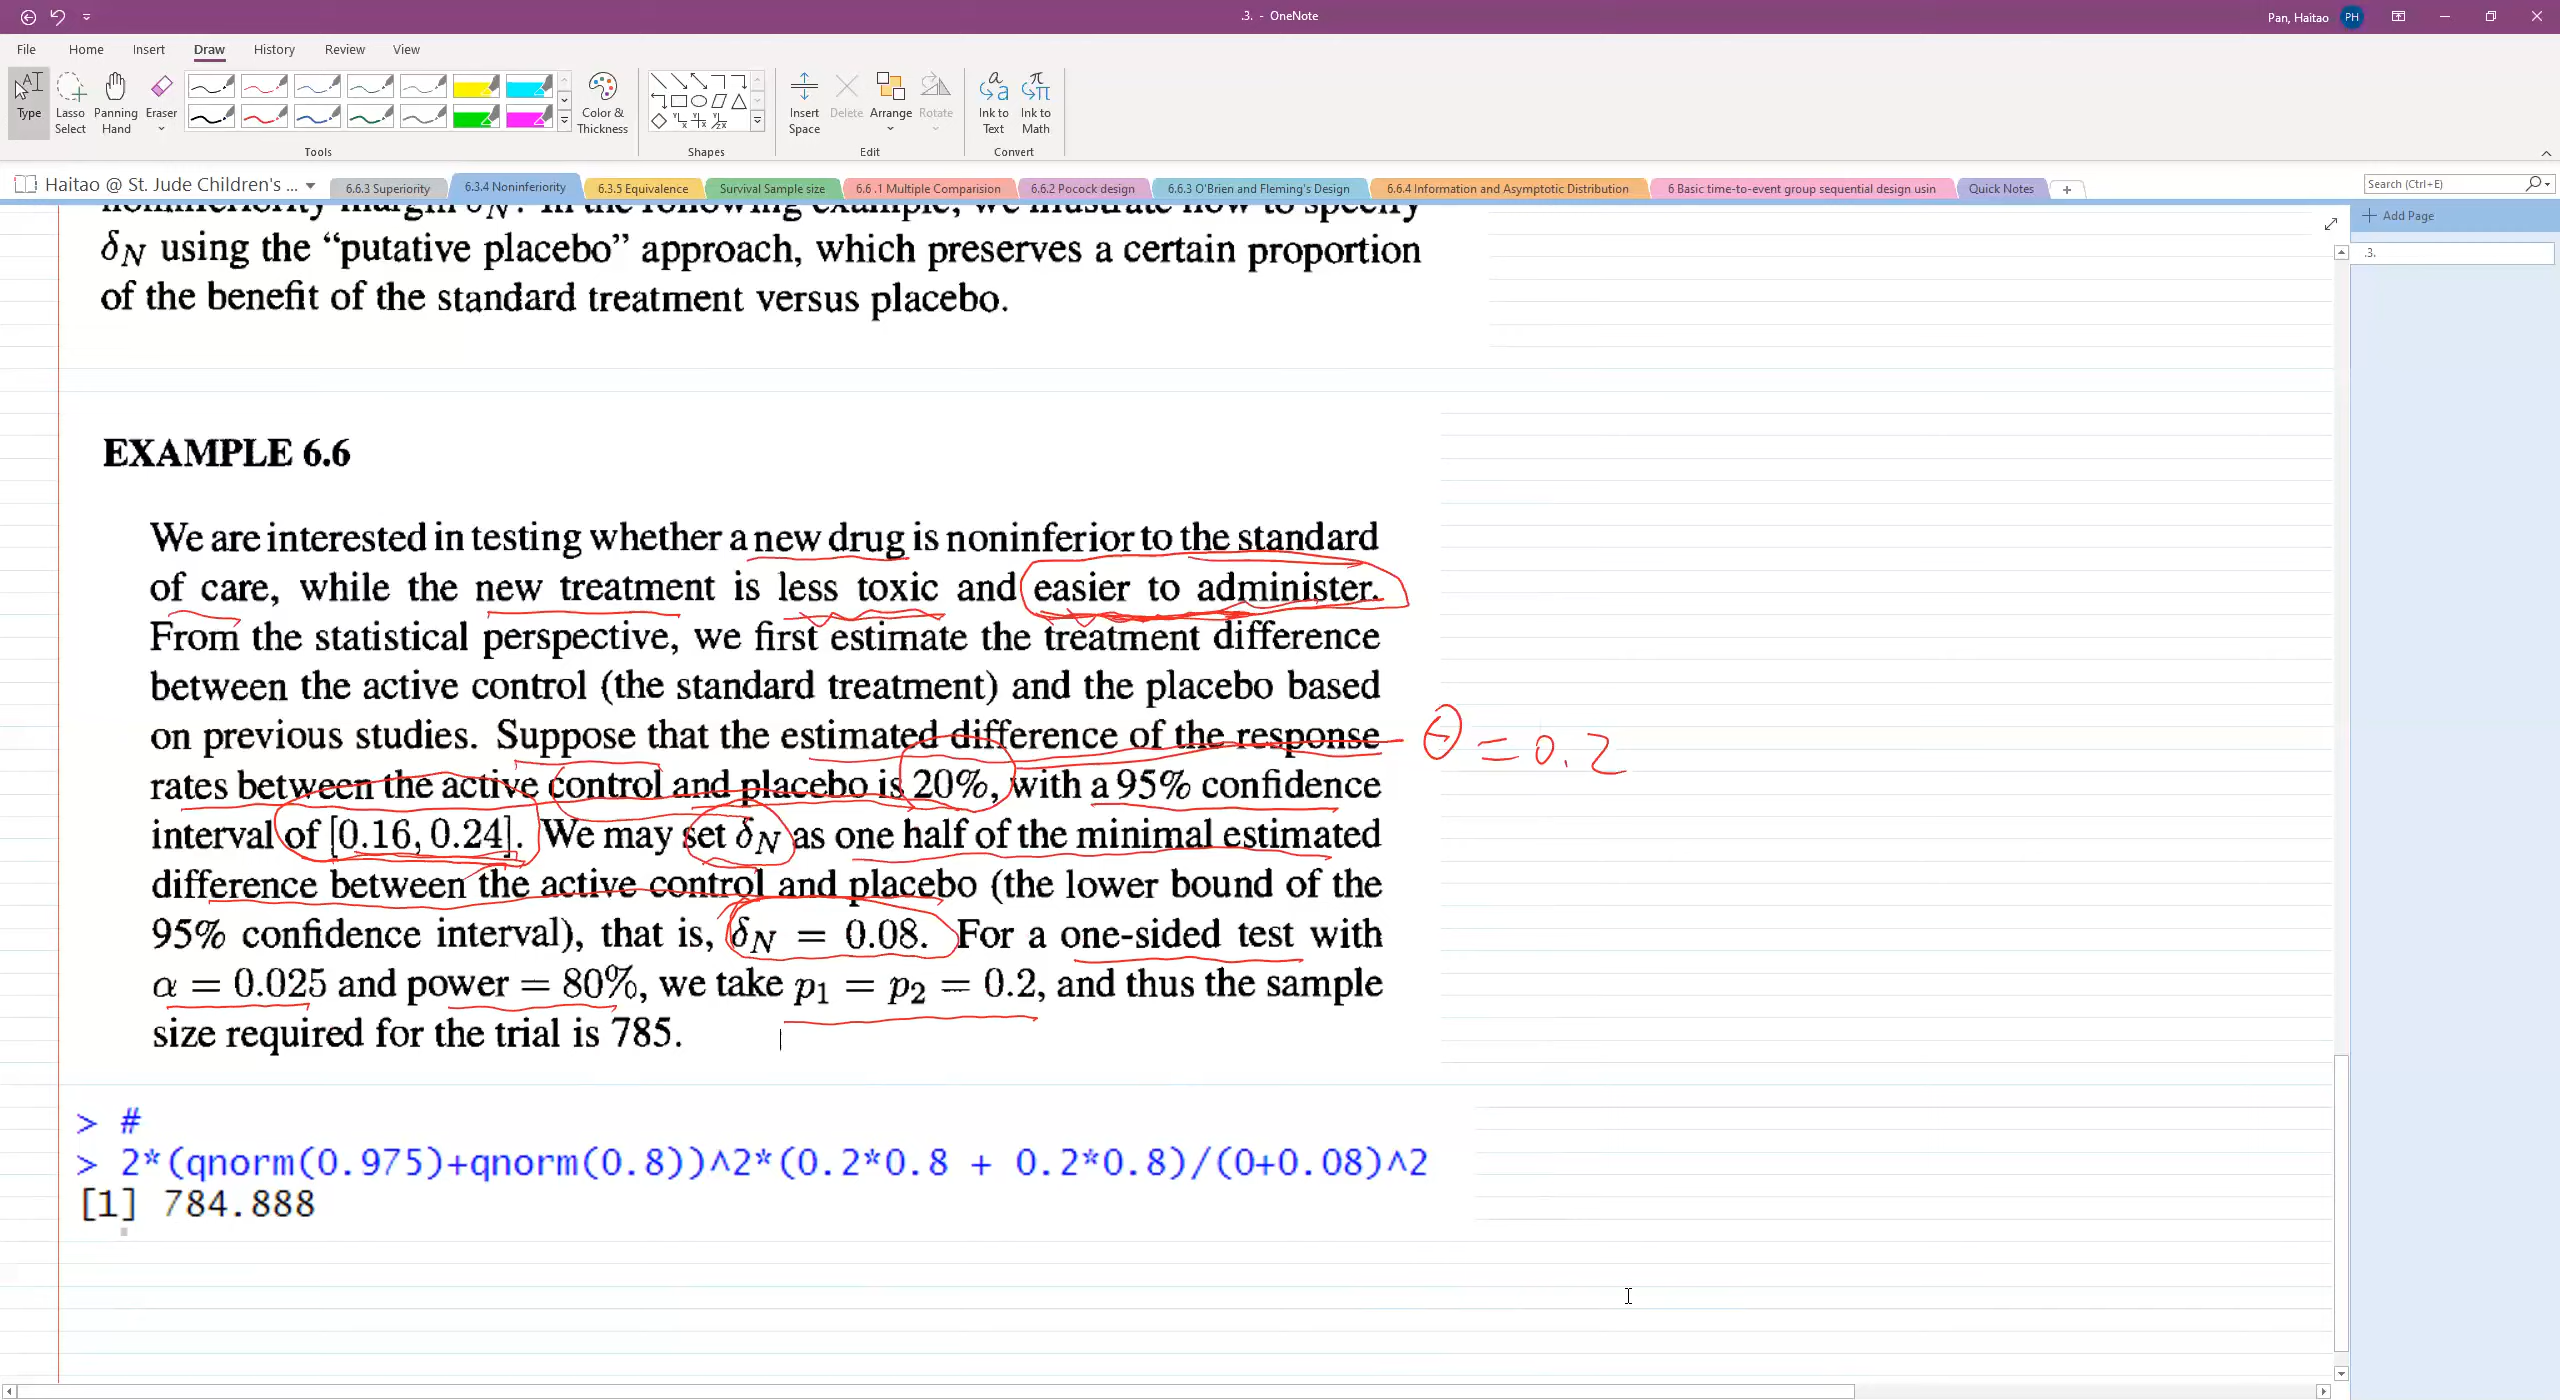 .3. - OneNote
Pan, Haitao PH
File Home Insert Draw History Review View
Type
Lasso Select
Panning Hand
Eraser
Color & Thickness
Insert Space
Delete
Arrange
Rotate
Ink to Text
Ink to Math
Tools Shapes Edit Convert
Haitao @ St. Jude Children's ...
6.6.3 Superiority 6.3.4 Noninferiority 6.3.5 Equivalence Survival Sample size 6.6 .1 Multiple Comparision 6.6.2 Pocock design 6.6.3 O'Brien and Fleming's Design 6.6.4 Information and Asymptotic Distribution 6 Basic time-to-event group sequential design usin Quick Notes +
Search (Ctrl+E)
Add Page
.3.
noninferiority margin δN. In the following example, we illustrate how to specify
δN using the “putative placebo” approach, which preserves a certain proportion
of the benefit of the standard treatment versus placebo.
EXAMPLE 6.6
We are interested in testing whether a new drug is noninferior to the standard
of care, while the new treatment is less toxic and easier to administer.
From the statistical perspective, we first estimate the treatment difference
between the active control (the standard treatment) and the placebo based
on previous studies. Suppose that the estimated difference of the response
rates between the active control and placebo is 20%, with a 95% confidence
interval of [0.16, 0.24]. We may set δN as one half of the minimal estimated
difference between the active control and placebo (the lower bound of the
95% confidence interval), that is, δN = 0.08. For a one-sided test with
α = 0.025 and power = 80%, we take p1 = p2 = 0.2, and thus the sample
size required for the trial is 785.
Θ = 0.2
> #
> 2*(qnorm(0.975)+qnorm(0.8))^2*(0.2*0.8 + 0.2*0.8)/(0+0.08)^2
[1] 784.888